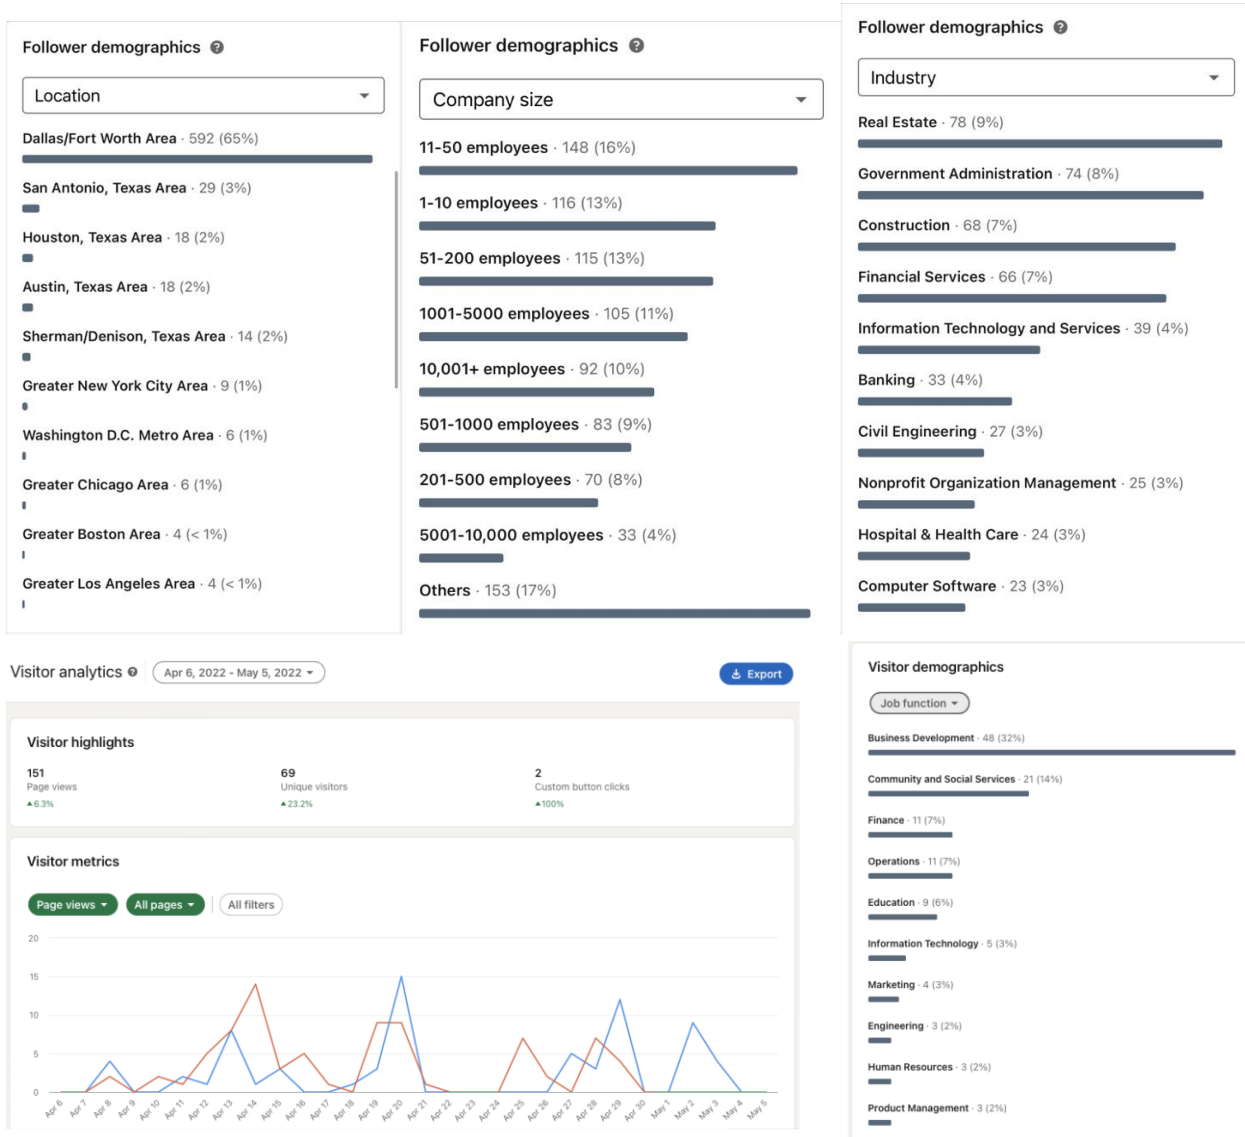 Follower demographics
Location
Dallas/Fort Worth Area · 592 (65%)
San Antonio, Texas Area · 29 (3%)
Houston, Texas Area · 18 (2%)
Austin, Texas Area · 18 (2%)
Sherman/Denison, Texas Area · 14 (2%)
Greater New York City Area · 9 (1%)
Washington D.C. Metro Area · 6 (1%)
Greater Chicago Area · 6 (1%)
Greater Boston Area · 4 (< 1%)
Greater Los Angeles Area · 4 (< 1%)
Follower demographics
Company size
11-50 employees · 148 (16%)
1-10 employees · 116 (13%)
51-200 employees · 115 (13%)
1001-5000 employees · 105 (11%)
10,001+ employees · 92 (10%)
501-1000 employees · 83 (9%)
201-500 employees · 70 (8%)
5001-10,000 employees · 33 (4%)
Others · 153 (17%)
Follower demographics
Industry
Real Estate · 78 (9%)
Government Administration · 74 (8%)
Construction · 68 (7%)
Financial Services · 66 (7%)
Information Technology and Services · 39 (4%)
Banking · 33 (4%)
Civil Engineering · 27 (3%)
Nonprofit Organization Management · 25 (3%)
Hospital & Health Care · 24 (3%)
Computer Software · 23 (3%)
Visitor analytics
Apr 6, 2022 - May 5, 2022
Export
Visitor highlights
151 69 2
Page views Unique visitors Custom button clicks
▲6.3% ▲23.2% ▲100%
Visitor metrics
Page views All pages All filters
20
15
10
5
0
Apr 6 Apr 7 Apr 8 Apr 9 Apr 10 Apr 11 Apr 12 Apr 13 Apr 14 Apr 15 Apr 16 Apr 17 Apr 18 Apr 19 Apr 20 Apr 21 Apr 22 Apr 23 Apr 24 Apr 25 Apr 26 Apr 27 Apr 28 Apr 29 Apr 30 May 1 May 2 May 3 May 4 May 5
Visitor demographics
Job function
Business Development · 48 (32%)
Community and Social Services · 21 (14%)
Finance · 11 (7%)
Operations · 11 (7%)
Education · 9 (6%)
Information Technology · 5 (3%)
Marketing · 4 (3%)
Engineering · 3 (2%)
Human Resources · 3 (2%)
Product Management · 3 (2%)